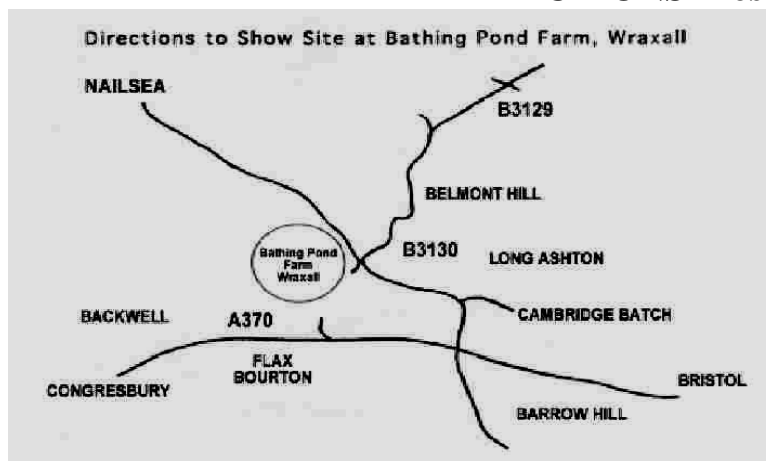 Directions to Show Site at Bathing Pond Farm, Wraxall
NAILSEA
B3129
BELMONT HILL
B3130
LONG ASHTON
Bathing Pond
Farm
Wraxall
BACKWELL
A370
CAMBRIDGE BATCH
FLAX
BOURTON
CONGRESBURY
BRISTOL
BARROW HILL